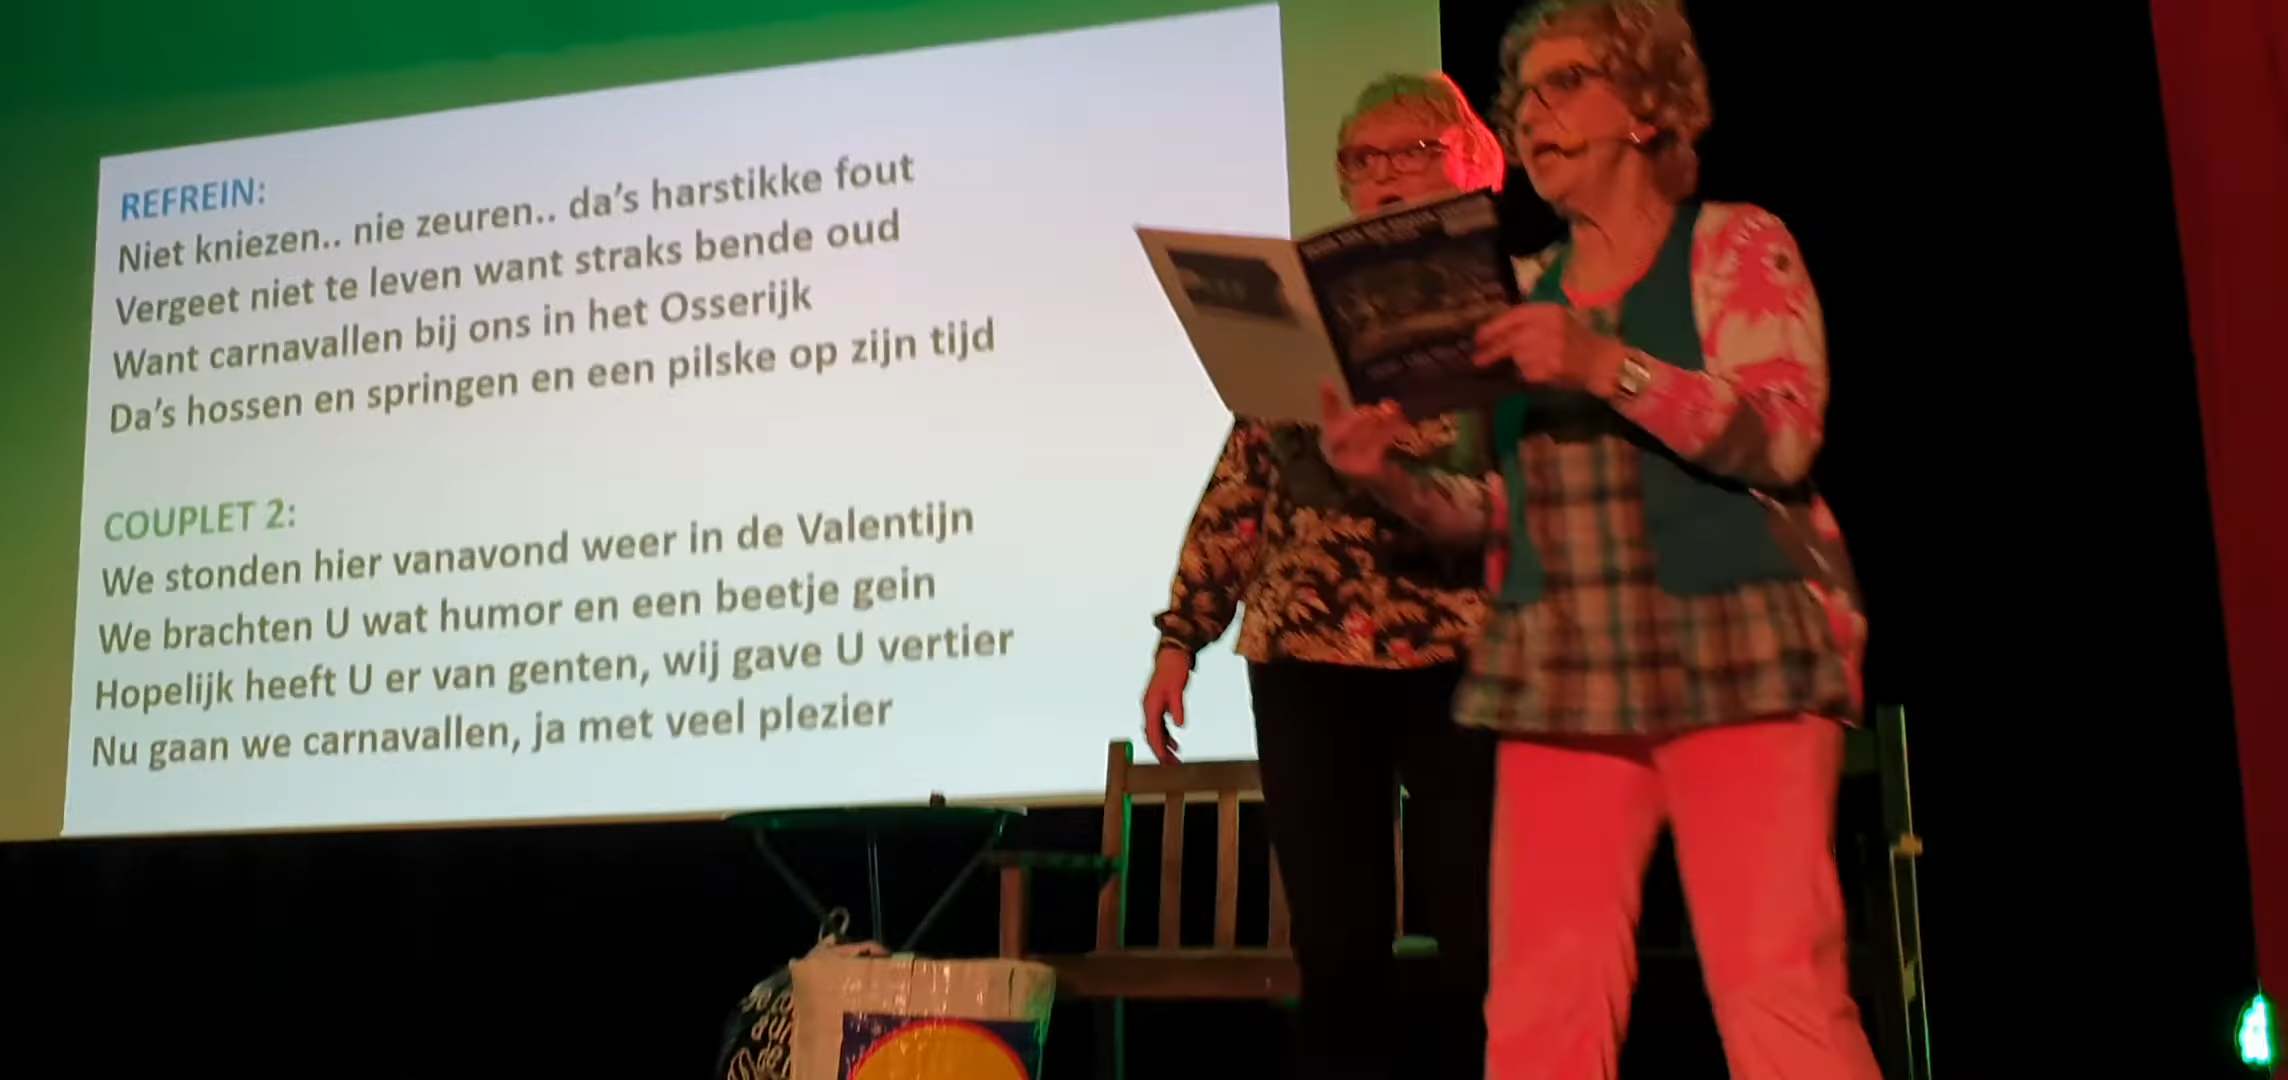 REFREIN:
Niet kniezen.. nie zeuren.. da's harstikke fout
Vergeet niet te leven want straks bende oud
Want carnavallen bij ons in het Osserijk
Da's hossen en springen en een pilske op zijn tijd
COUPLET 2:
We stonden hier vanavond weer in de Valentijn
We brachten U wat humor en een beetje gein
Hopelijk heeft U er van genten, wij gave U vertier
Nu gaan we carnavallen, ja met veel plezier